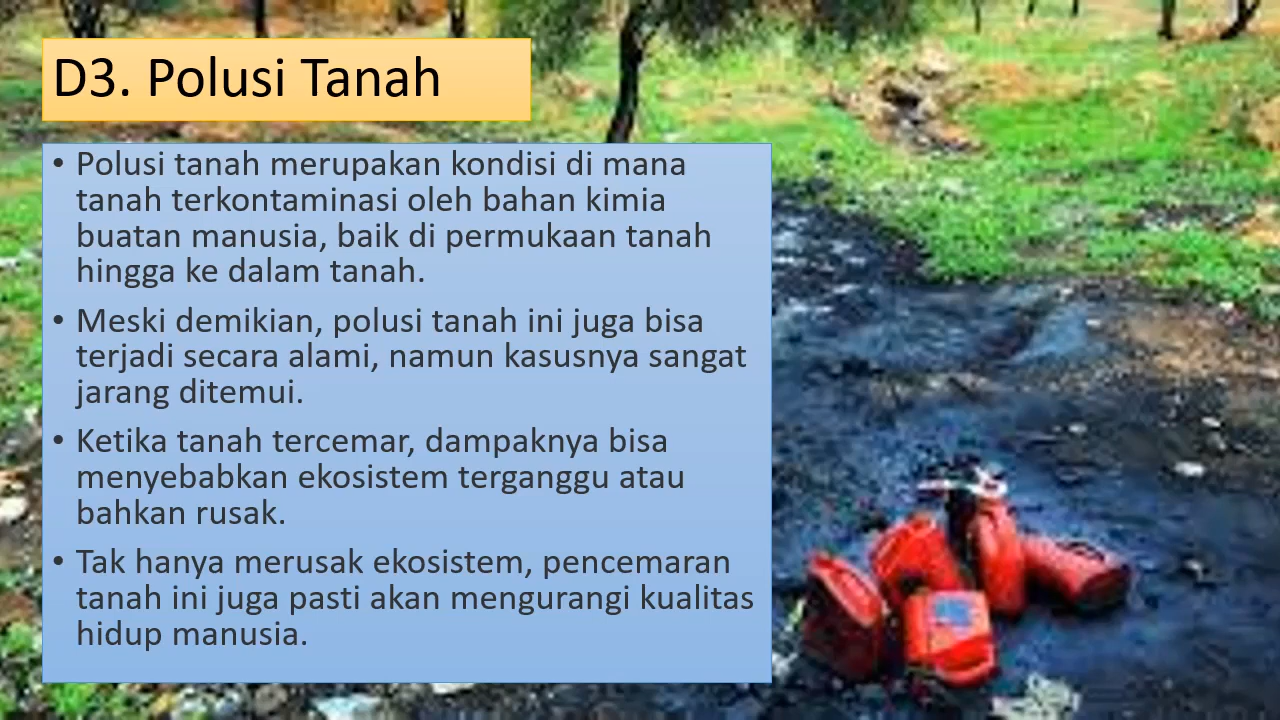 D3. Polusi Tanah
• Polusi tanah merupakan kondisi di mana
tanah terkontaminasi oleh bahan kimia
buatan manusia, baik di permukaan tanah
hingga ke dalam tanah.
• Meski demikian, polusi tanah ini juga bisa
terjadi secara alami, namun kasusnya sangat
jarang ditemui.
• Ketika tanah tercemar, dampaknya bisa
menyebabkan ekosistem terganggu atau
bahkan rusak.
• Tak hanya merusak ekosistem, pencemaran
tanah ini juga pasti akan mengurangi kualitas
hidup manusia.